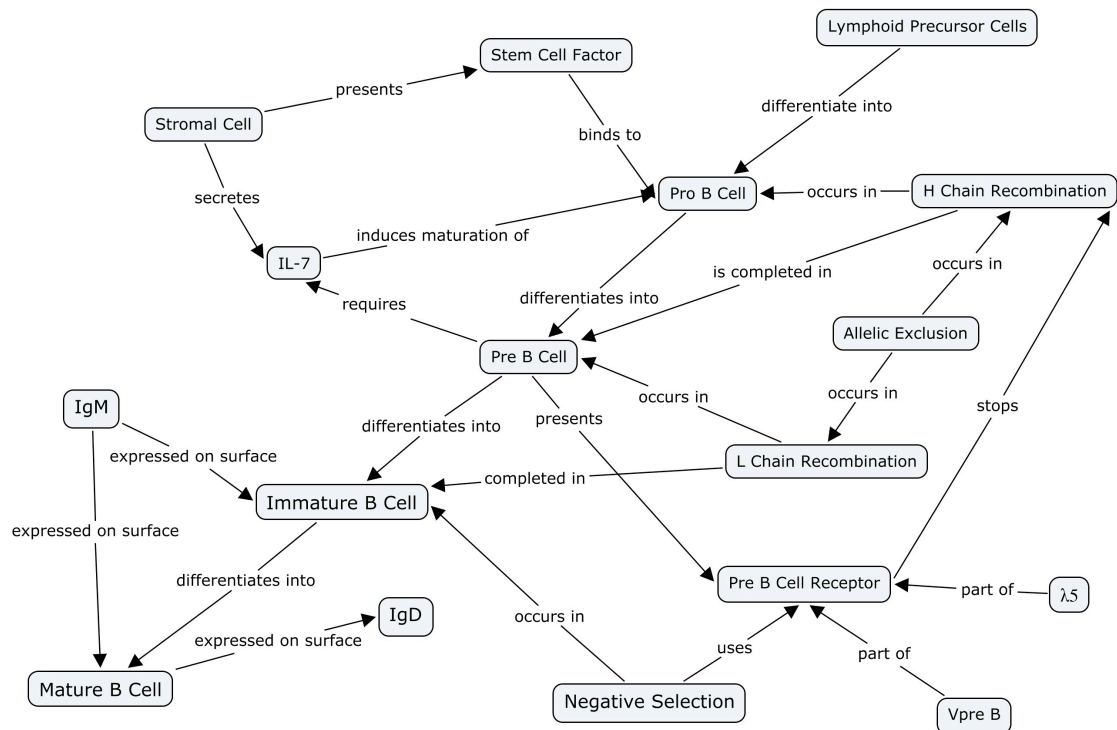 Lymphoid Precursor Cells
Stem Cell Factor
presents
differentiate into
Stromal Cell
binds to
secretes
Pro B Cell
occurs in
H Chain Recombination
induces maturation of
IL-7
is completed in
occurs in
requires
differentiates into
Allelic Exclusion
Pre B Cell
occurs in
occurs in
stops
IgM
presents
differentiates into
expressed on surface
L Chain Recombination
completed in
Immature B Cell
expressed on surface
differentiates into
Pre B Cell Receptor
part of
λ5
IgD
occurs in
expressed on surface
uses
part of
Mature B Cell
Negative Selection
Vpre B